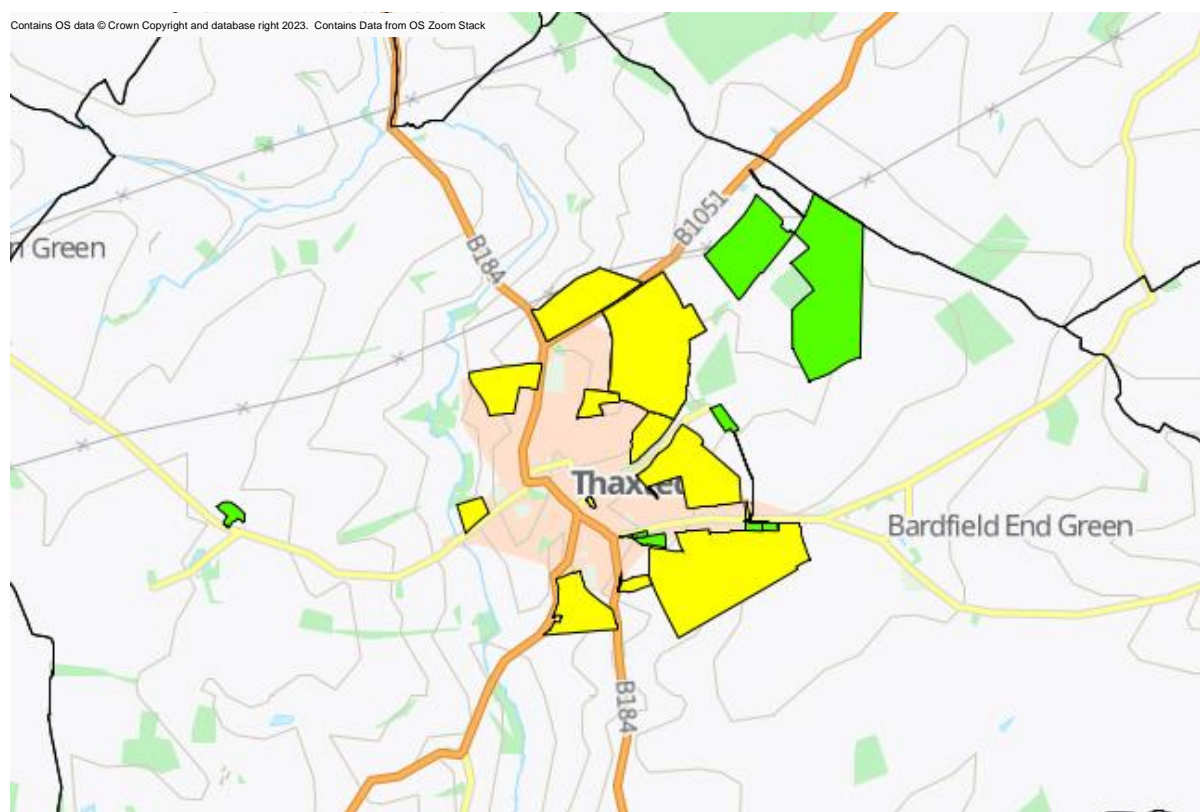 Contains OS data © Crown Copyright and database right 2023. Contains Data from OS Zoom Stack
B1051
n Green
B184
Thaxted
Bardfield End Green
B184